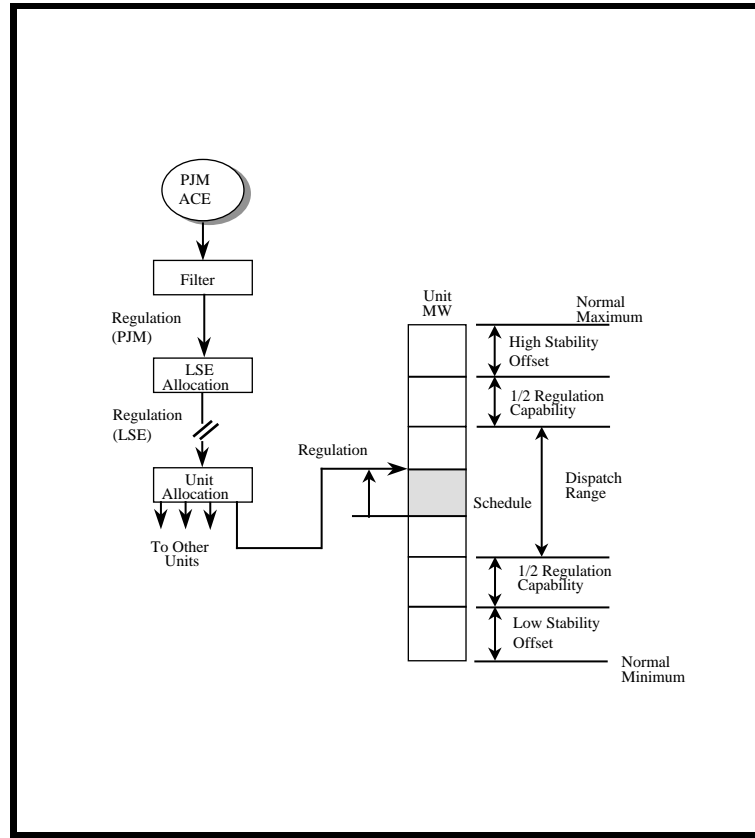 PJM
ACE
Filter
Regulation
(PJM)
LSE
Allocation
Regulation
(LSE)
Unit
Allocation
To Other
Units
Regulation
Unit
MW
Normal
Maximum
High Stability
Offset
1/2 Regulation
Capability
Dispatch
Range
Schedule
1/2 Regulation
Capability
Low Stability
Offset
Normal
Minimum